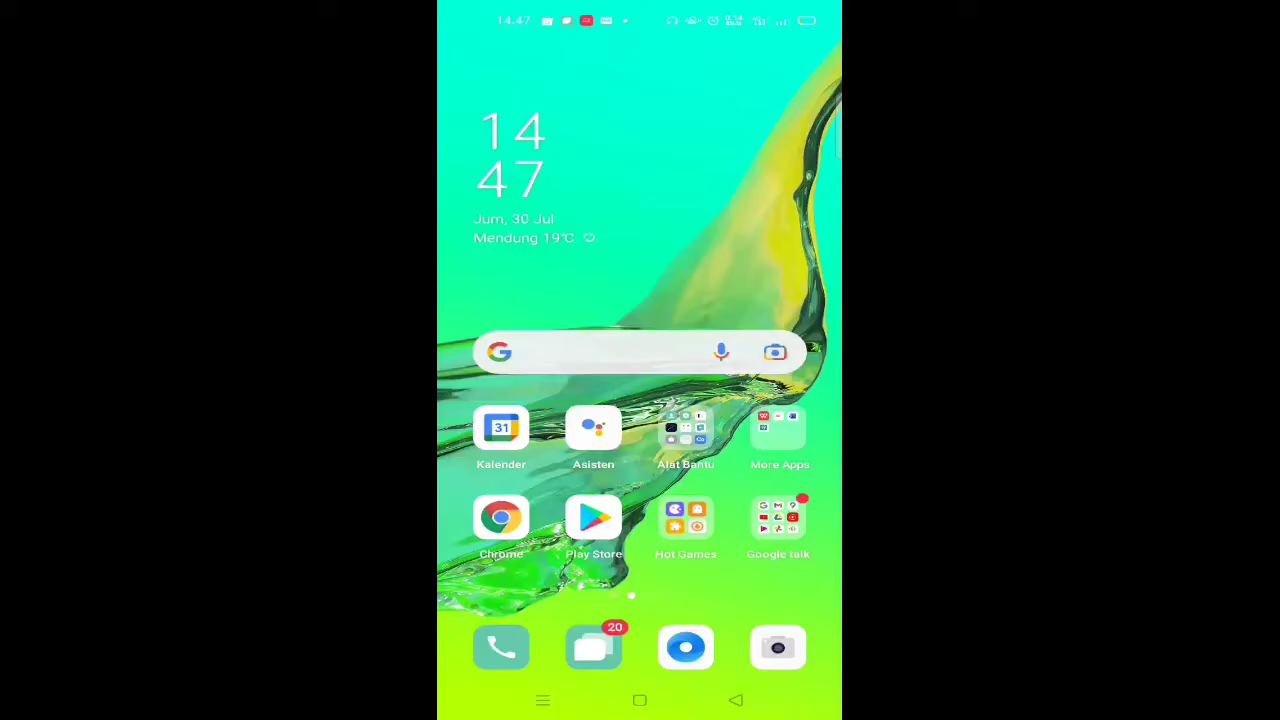 14.47
14
47
Jum, 30 Jul
Mendung 19°C
31
Kalender
Asisten
Alat Bantu
More Apps
Chrome
Play Store
Hot Games
Google talk
20